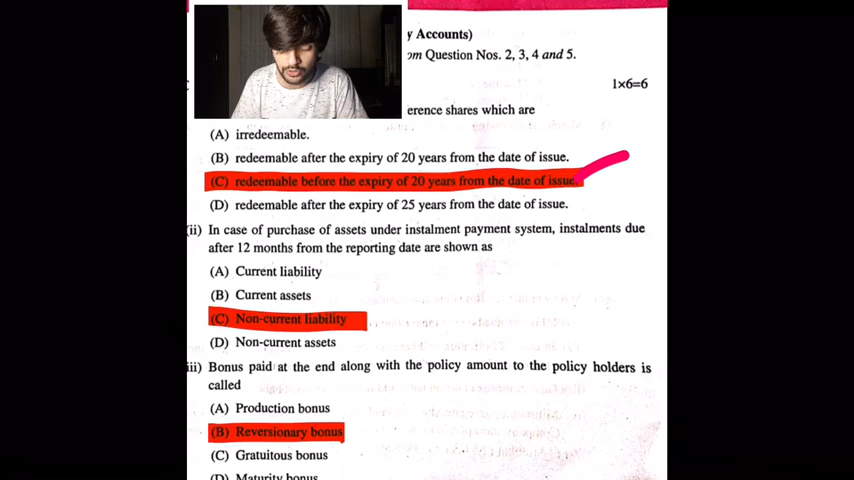 y Accounts)
om Question Nos. 2, 3, 4 and 5.
1×6=6
erence shares which are
(A) irredeemable.
(B) redeemable after the expiry of 20 years from the date of issue.
(C) redeemable before the expiry of 20 years from the date of issue.
(D) redeemable after the expiry of 25 years from the date of issue.
(ii) In case of purchase of assets under instalment payment system, instalments due
after 12 months from the reporting date are shown as
(A) Current liability
(B) Current assets
(C) Non-current liability
(D) Non-current assets
iii) Bonus paid at the end along with the policy amount to the policy holders is
called
(A) Production bonus
(B) Reversionary bonus
(C) Gratuitous bonus
(D) Maturity bonus